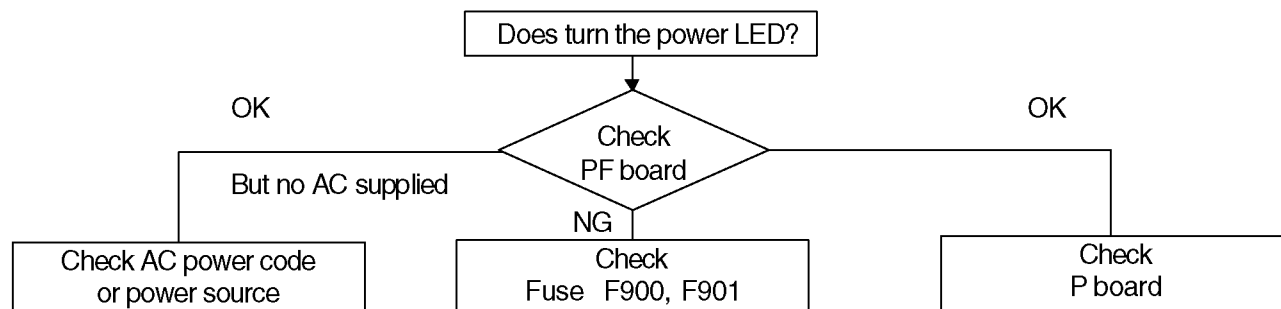 Does turn the power LED?
OK
OK
Check
PF board
But no AC supplied
NG
Check AC power code
or power source
Check
Fuse F900, F901
Check
P board